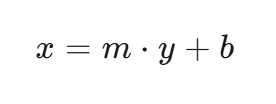 x = m · y + b